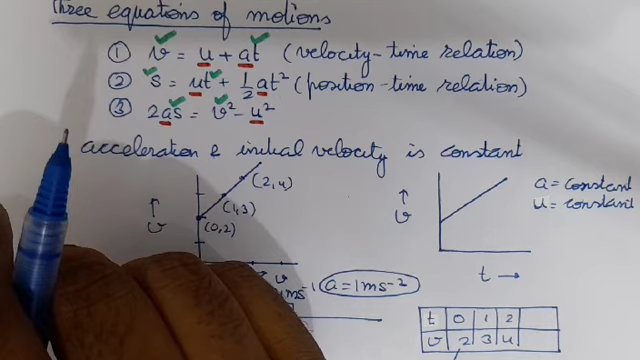 Three equations of motions
① v = u + at (velocity-time relation)
② s = ut + 1/2 at² (position-time relation)
③ 2as = v² - u²
acceleration & initial velocity is constant
(2,4)
(1,3)
(0,2)
↑
v
↑
v
t →
a = constant
u = constant
ms⁻¹ a = 1ms⁻²
t 0 1 2
v 2 3 4